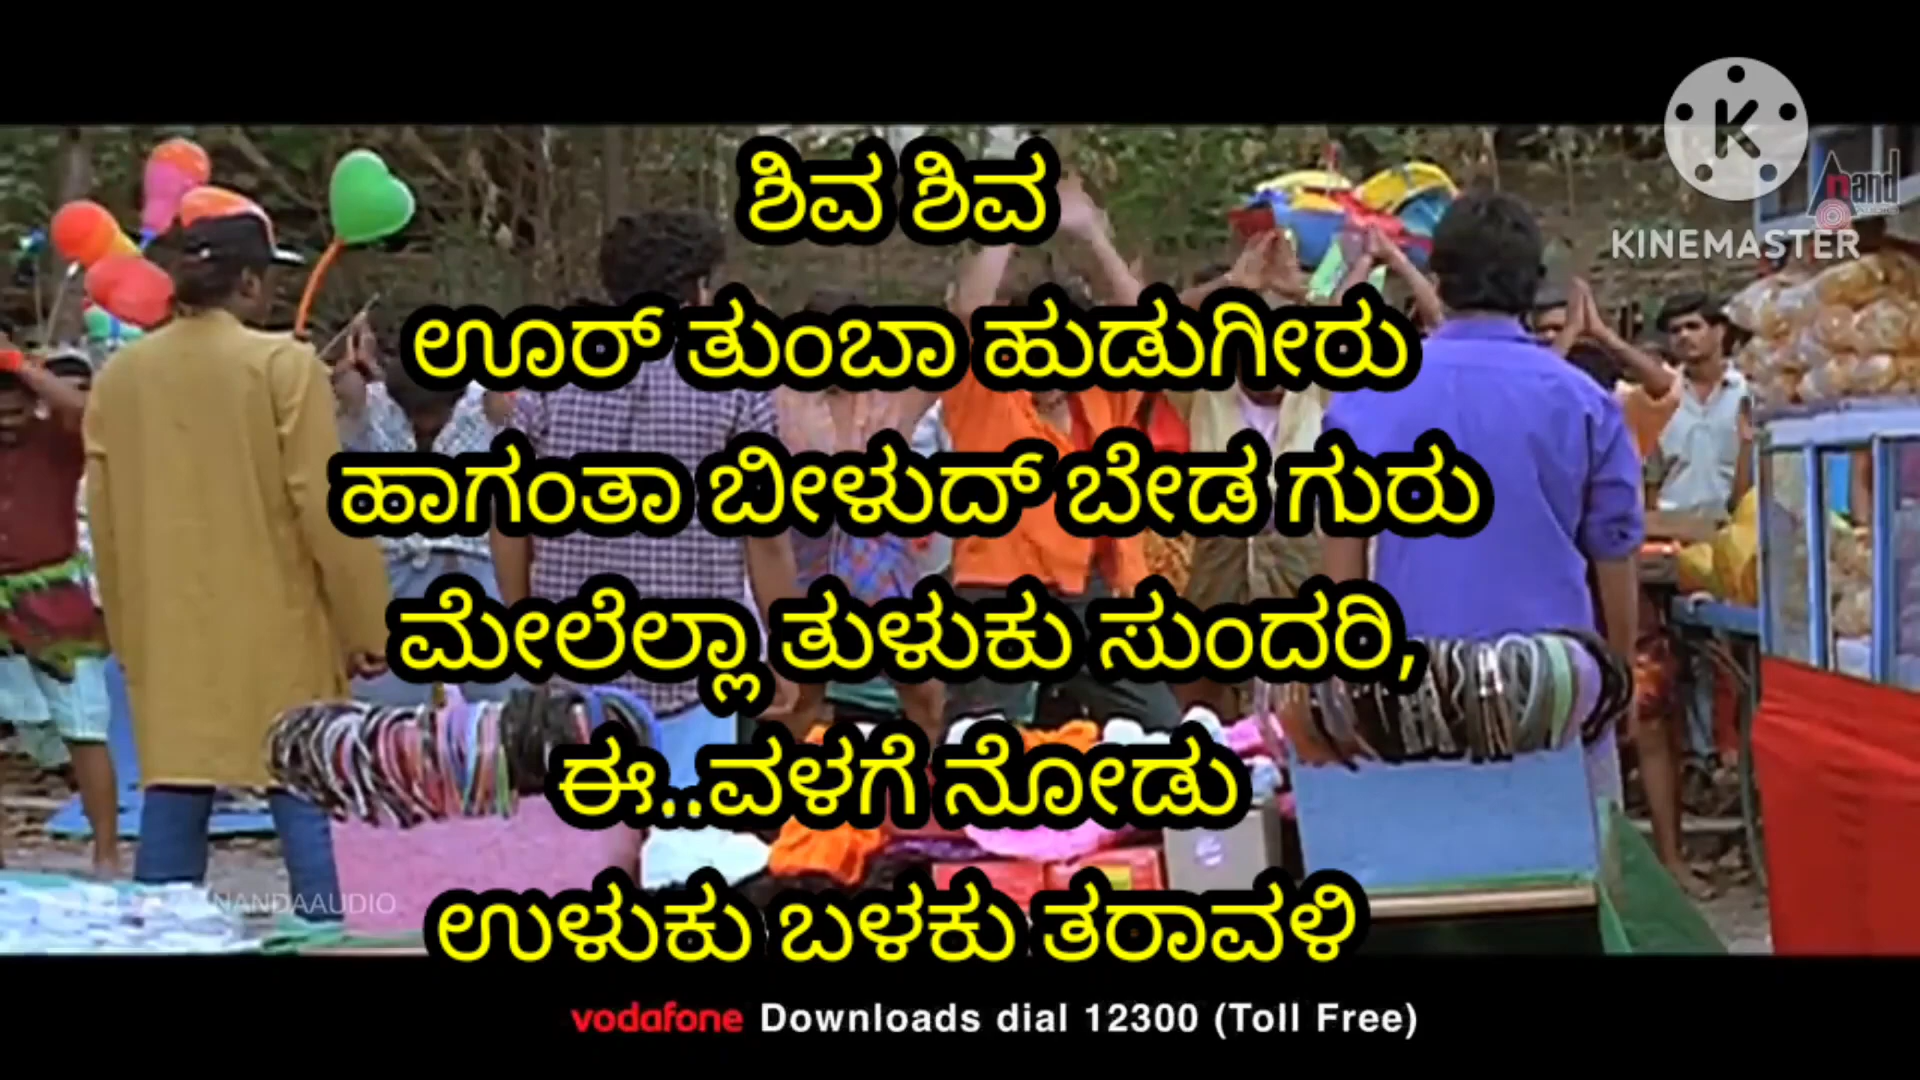 KINEMASTER
ಶಿವ ಶಿವ
ಊರ್ ತುಂಬಾ ಹುಡುಗೀರು
ಹಾಗಂತಾ ಬೀಳುದ್ ಬೇಡ ಗುರು
ಮೇಲೆಲ್ಲಾ ತುಳುಕು ಸುಂದರಿ,
ಈ..ವಳಗೆ ನೋಡು
ಉಳುಕು ಬಳಕು ತರಾವಳಿ
vodafone Downloads dial 12300 (Toll Free)